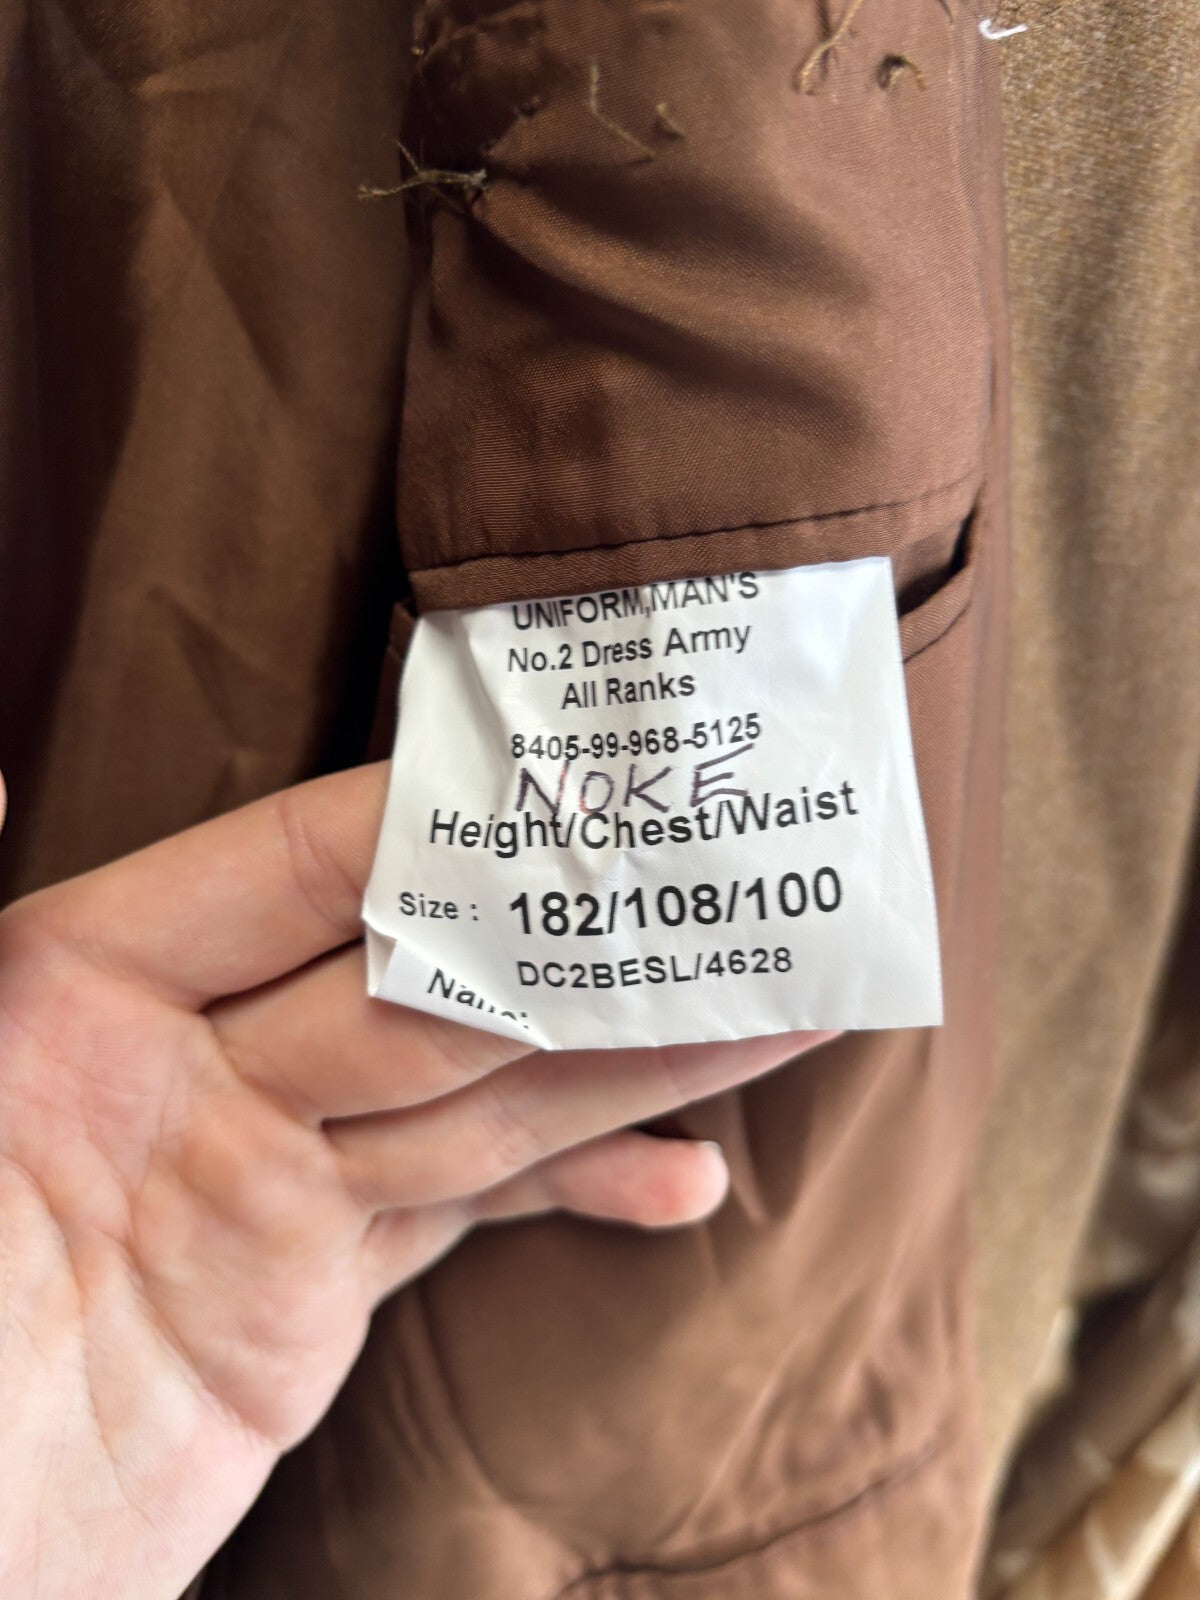 UNIFORM,MAN'S
No.2 Dress Army
All Ranks
8405-99-968-5125
NOKE
Height/Chest/Waist
Size : 182/108/100
DC2BESL/4628
Name: